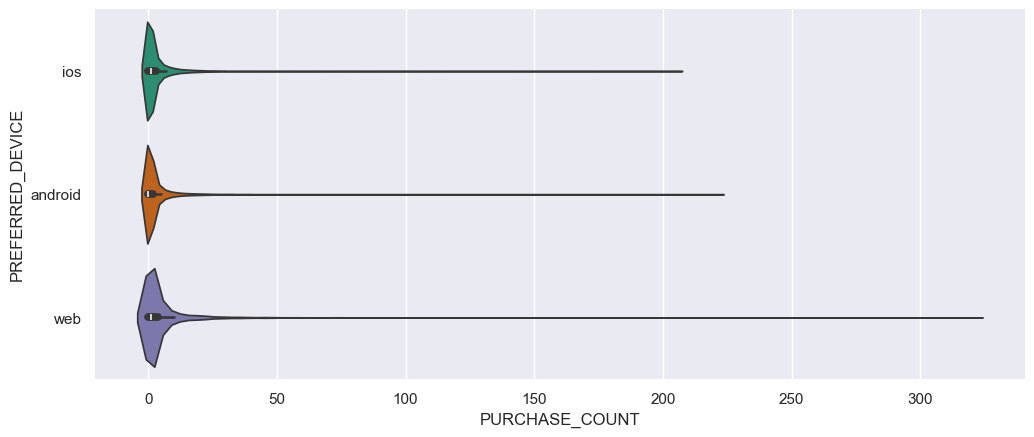 PREFERRED_DEVICE
ios
android
web
0 50 100 150 200 250 300
PURCHASE_COUNT